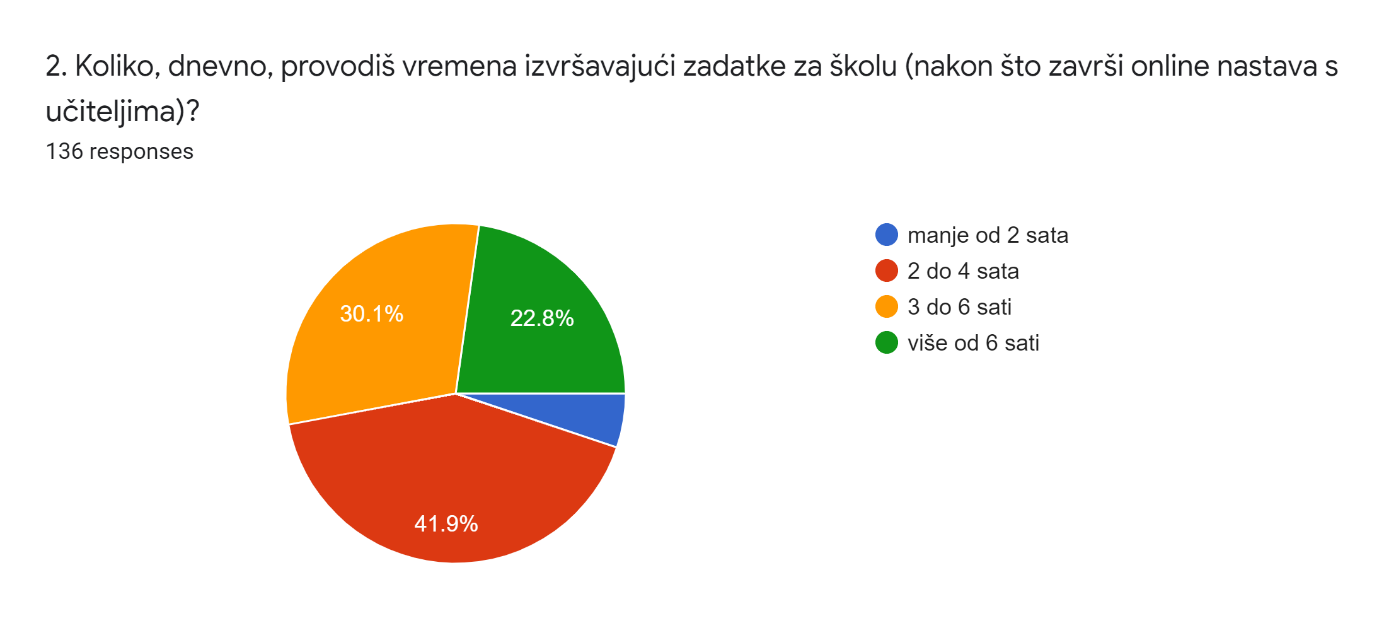 2. Koliko, dnevno, provodiš vremena izvršavajući zadatke za školu (nakon što završi online nastava s
učiteljima)?
136 responses
manje od 2 sata
2 do 4 sata
3 do 6 sati
više od 6 sati
30.1%
22.8%
41.9%